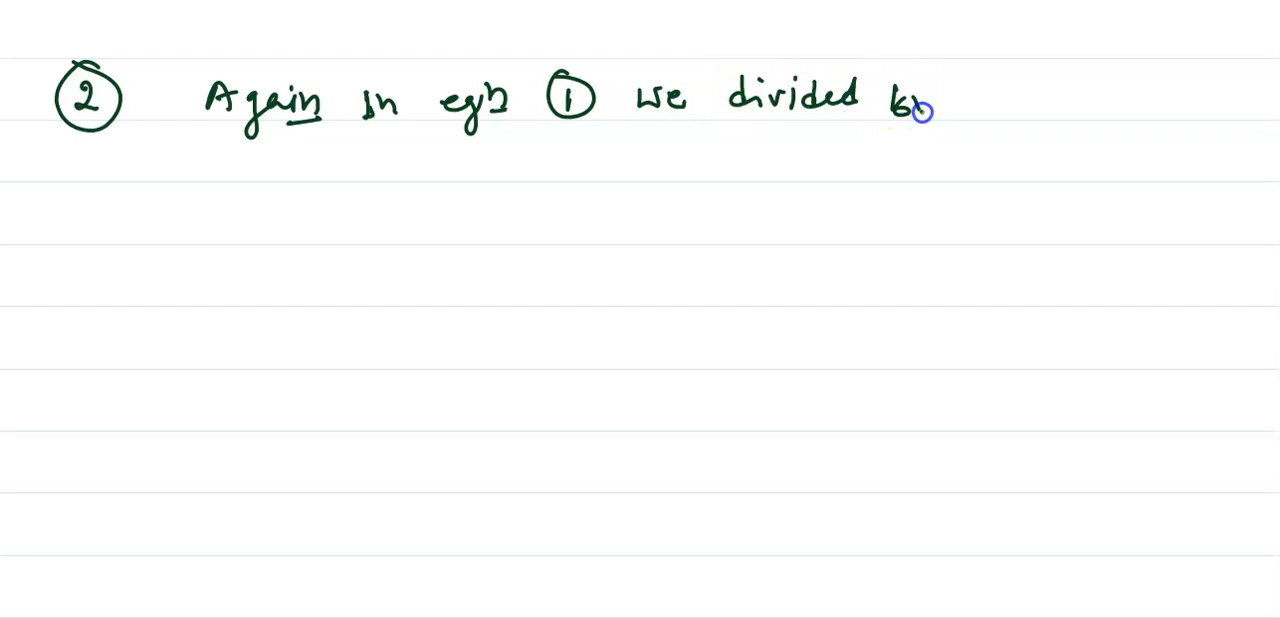 ② Again in eqn ① we divided by